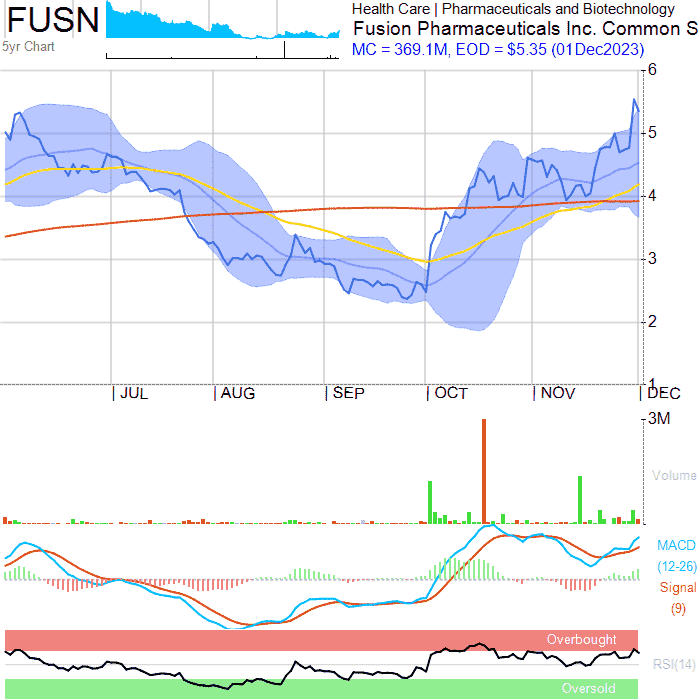 FUSN
5yr Chart
Health Care | Pharmaceuticals and Biotechnology
Fusion Pharmaceuticals Inc. Common S
MC = 369.1M, EOD = $5.35 (01Dec2023)
6
5
4
3
2
1
JUL
AUG
SEP
OCT
NOV
DEC
3M
Volume
MACD
(12-26)
Signal
(9)
Overbought
RSI(14)
Oversold